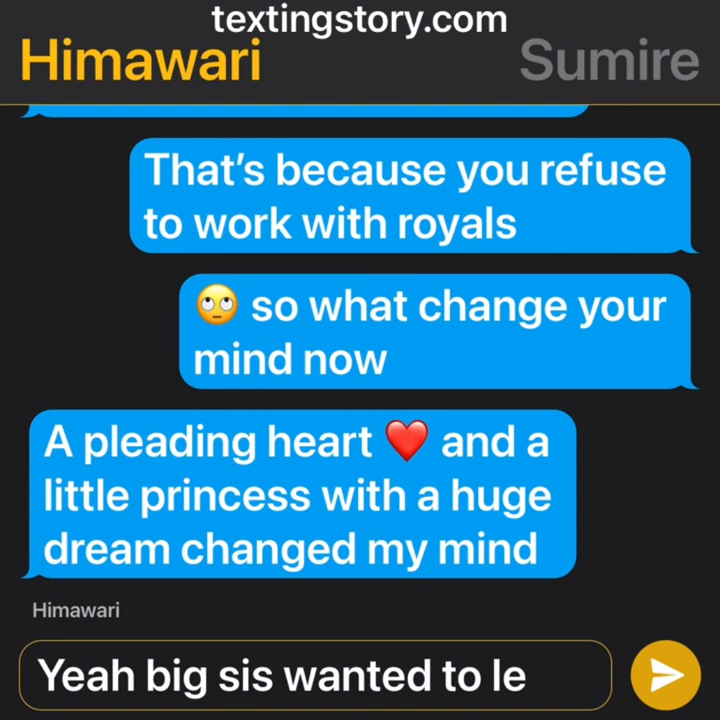 textingstory.com
Himawari Sumire
That's because you refuse
to work with royals
🙄 so what change your
mind now
A pleading heart ❤️ and a
little princess with a huge
dream changed my mind
Himawari
Yeah big sis wanted to le